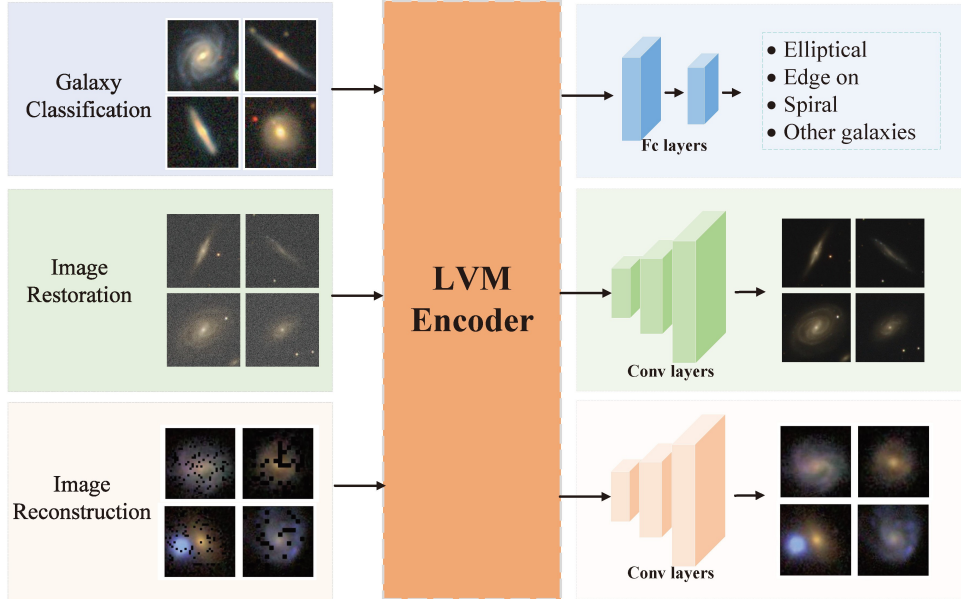 Galaxy
Classification
Fc layers
• Elliptical
• Edge on
• Spiral
• Other galaxies
Image
Restoration
LVM
Encoder
Conv layers
Image
Reconstruction
Conv layers